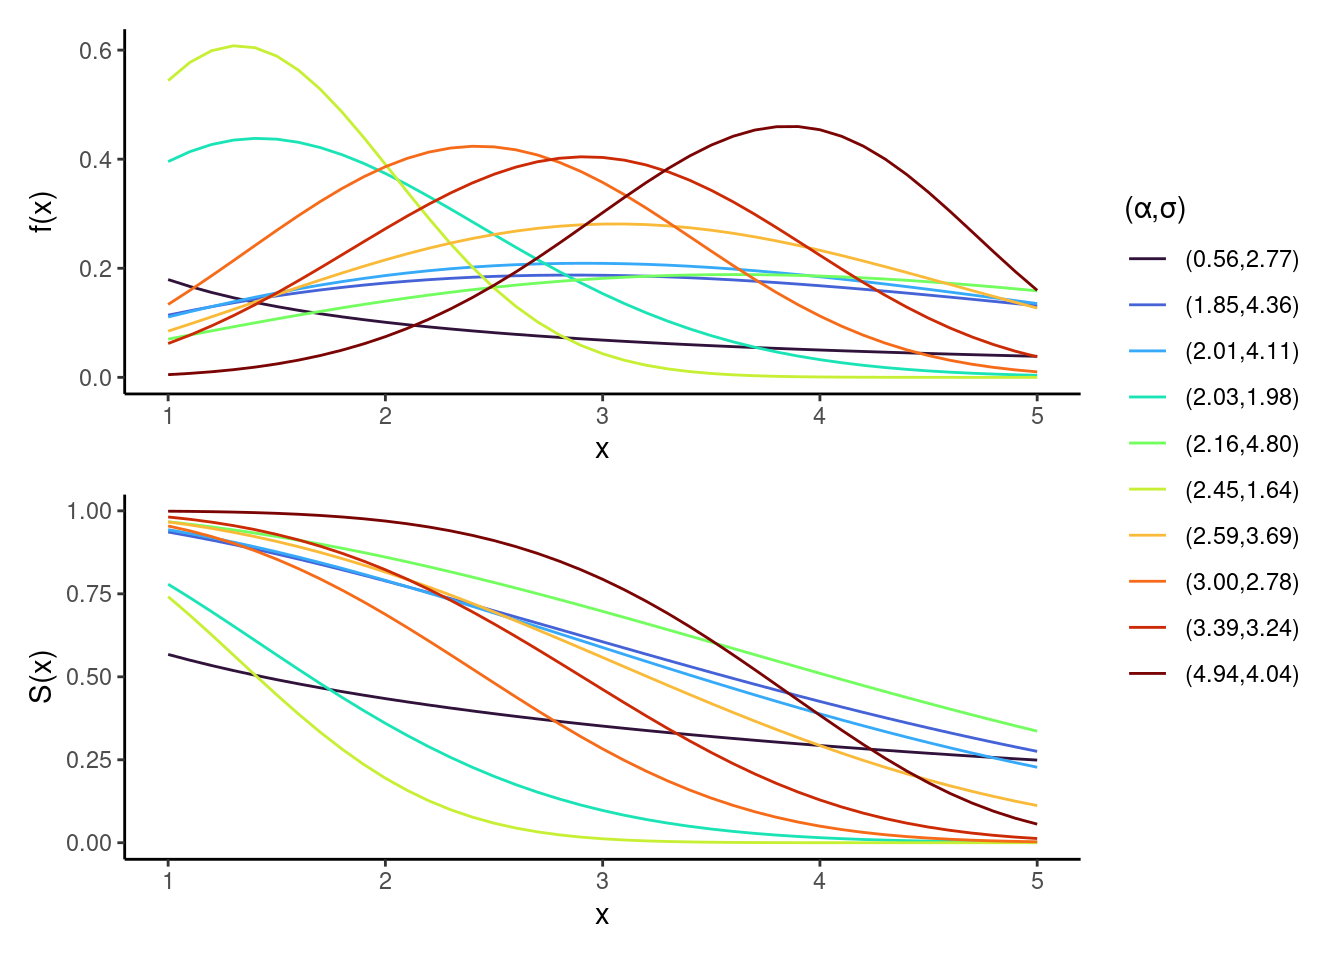 0.6
0.4
0.2
0.0
f(x)
1 2 3 4 5
x
1.00
0.75
0.50
0.25
0.00
S(x)
1 2 3 4 5
x
(α,σ)
(0.56,2.77)
(1.85,4.36)
(2.01,4.11)
(2.03,1.98)
(2.16,4.80)
(2.45,1.64)
(2.59,3.69)
(3.00,2.78)
(3.39,3.24)
(4.94,4.04)